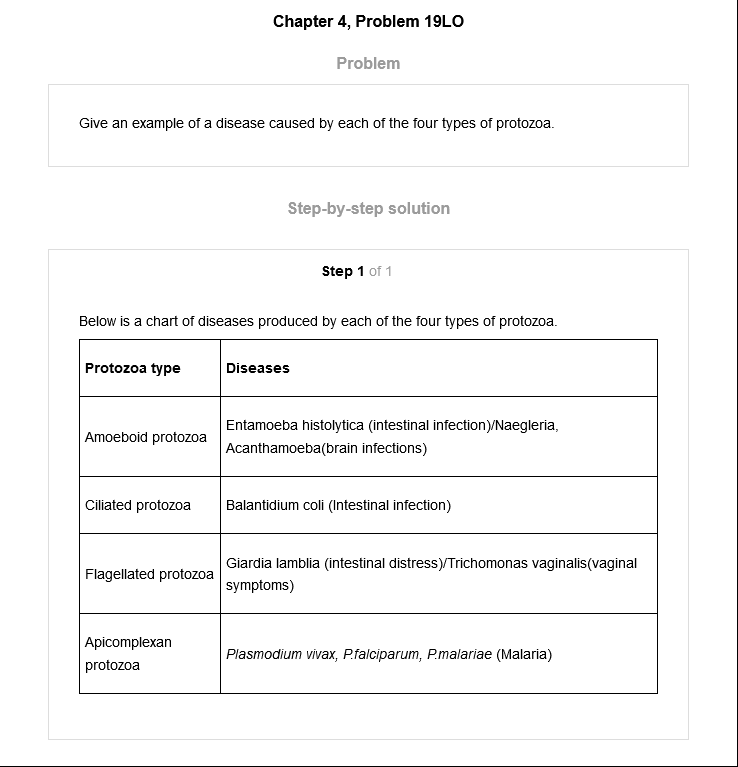 Chapter 4, Problem 19LO
Problem
Give an example of a disease caused by each of the four types of protozoa.
Step-by-step solution
Step 1 of 1
Below is a chart of diseases produced by each of the four types of protozoa.
Protozoa type
Diseases
Amoeboid protozoa
Entamoeba histolytica (intestinal infection)/Naegleria,
Acanthamoeba(brain infections)
Ciliated protozoa
Balantidium coli (Intestinal infection)
Flagellated protozoa
Giardia lamblia (intestinal distress)/Trichomonas vaginalis(vaginal
symptoms)
Apicomplexan
protozoa
Plasmodium vivax, P.falciparum, P.malariae (Malaria)